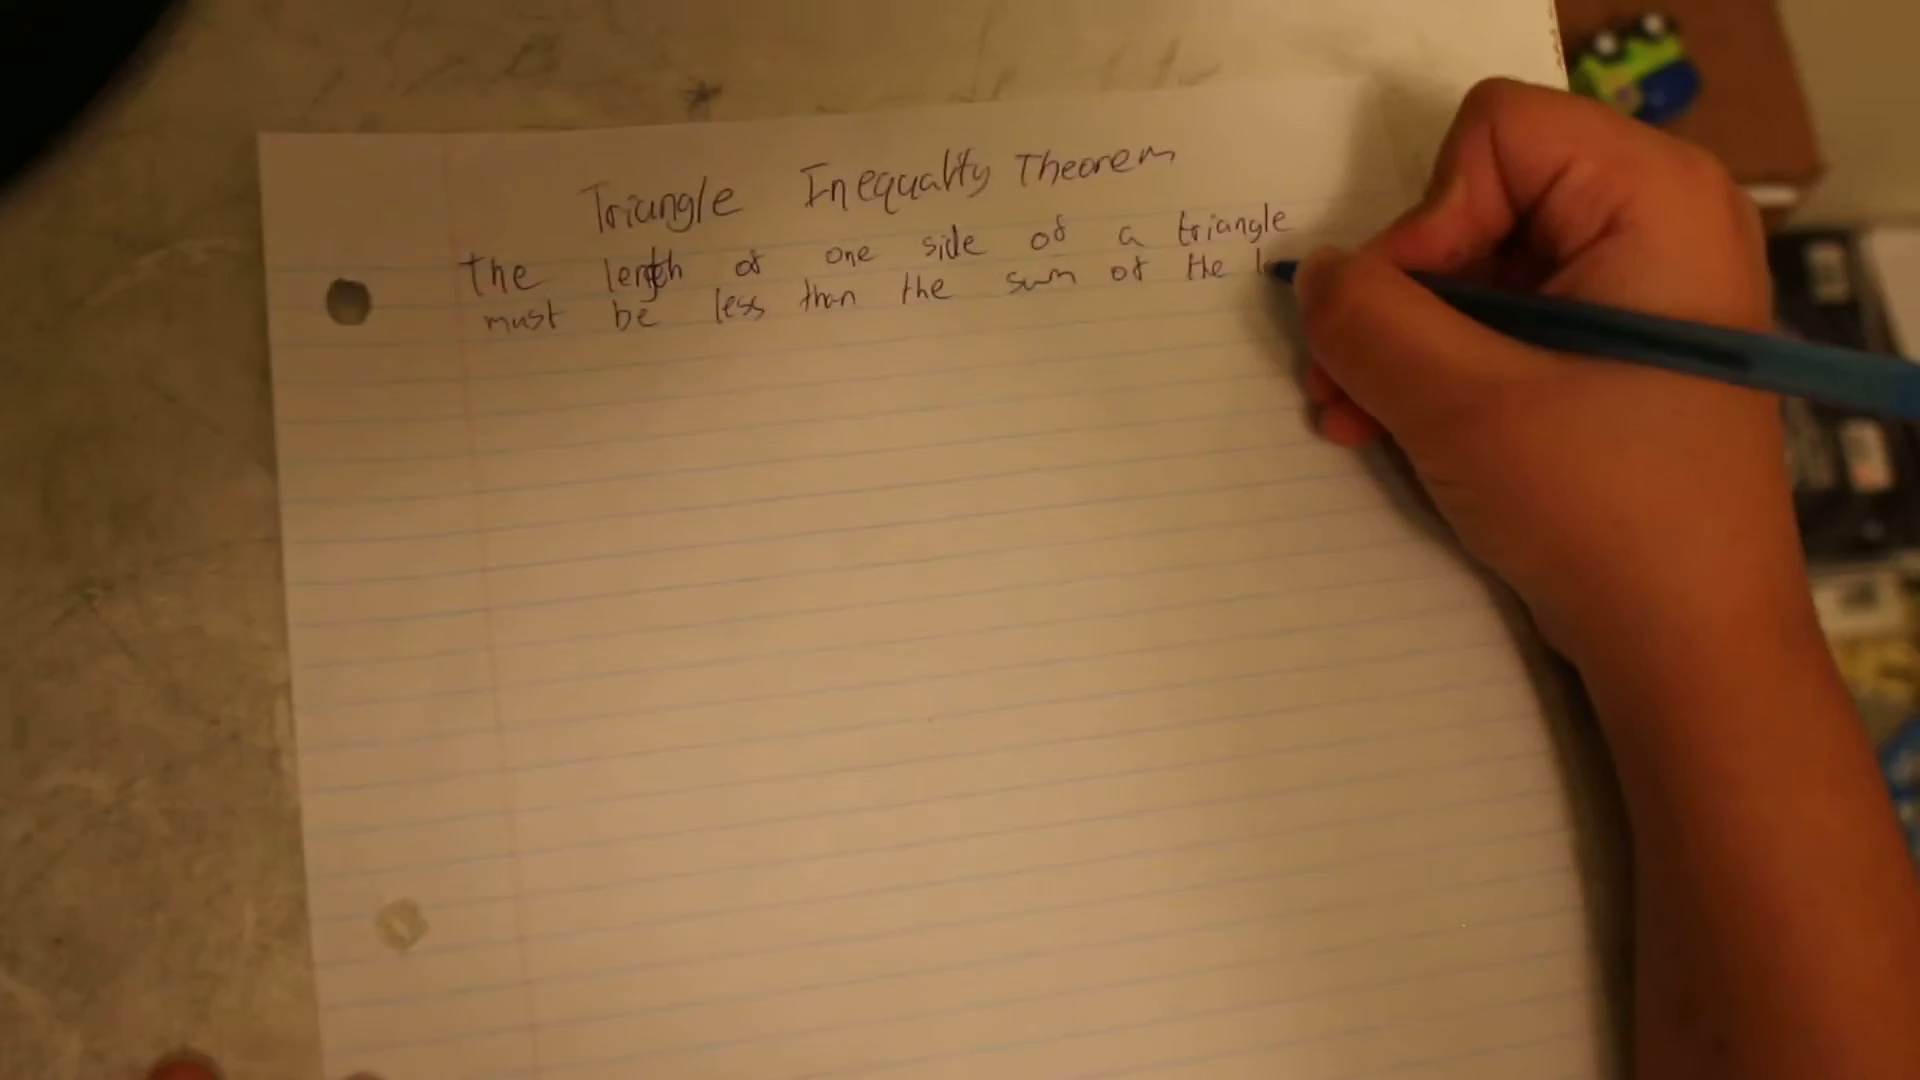 Triangle Inequality Theorem
the length of one side of a triangle
must be less than the sum of the